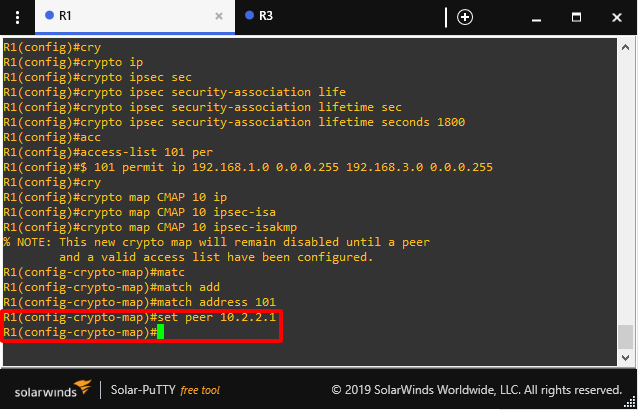 R1
R3
R1(config)#cry
R1(config)#crypto ip
R1(config)#crypto ipsec sec
R1(config)#crypto ipsec security-association life
R1(config)#crypto ipsec security-association lifetime sec
R1(config)#crypto ipsec security-association lifetime seconds 1800
R1(config)#acc
R1(config)#access-list 101 per
R1(config)#$ 101 permit ip 192.168.1.0 0.0.0.255 192.168.3.0 0.0.0.255
R1(config)#cry
R1(config)#crypto map CMAP 10 ip
R1(config)#crypto map CMAP 10 ipsec-isa
R1(config)#crypto map CMAP 10 ipsec-isakmp
% NOTE: This new crypto map will remain disabled until a peer
and a valid access list have been configured.
R1(config-crypto-map)#matc
R1(config-crypto-map)#match add
R1(config-crypto-map)#match address 101
R1(config-crypto-map)#set peer 10.2.2.1
R1(config-crypto-map)#
solarwinds Solar-PuTTY free tool © 2019 SolarWinds Worldwide, LLC. All rights reserved.